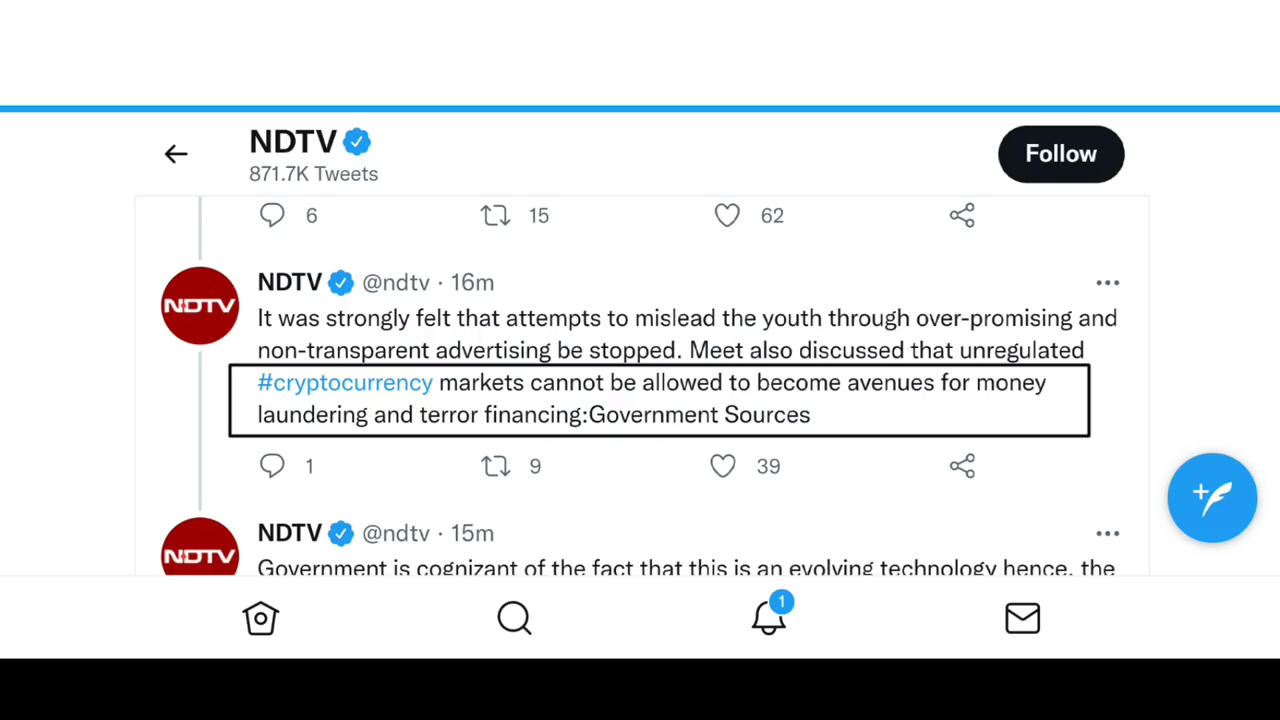 NDTV
871.7K Tweets
Follow
6 15 62
NDTV
NDTV @ndtv · 16m
It was strongly felt that attempts to mislead the youth through over-promising and
non-transparent advertising be stopped. Meet also discussed that unregulated
#cryptocurrency markets cannot be allowed to become avenues for money
laundering and terror financing:Government Sources
1 9 39
NDTV
NDTV @ndtv · 15m
Government is cognizant of the fact that this is an evolving technology hence, the
1